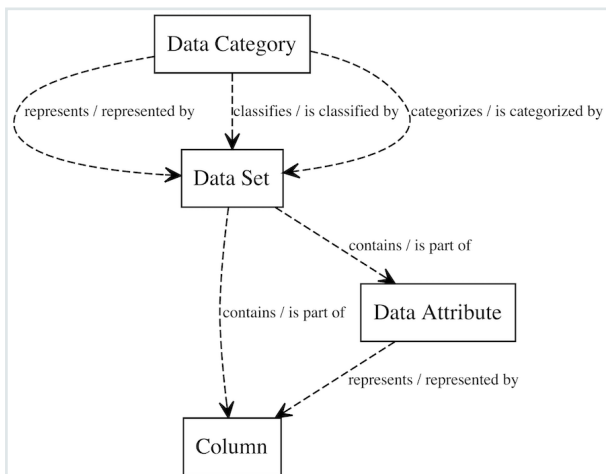 Data Category
represents / represented by
classifies / is classified by
categorizes / is categorized by
Data Set
contains / is part of
Data Attribute
contains / is part of
represents / represented by
Column